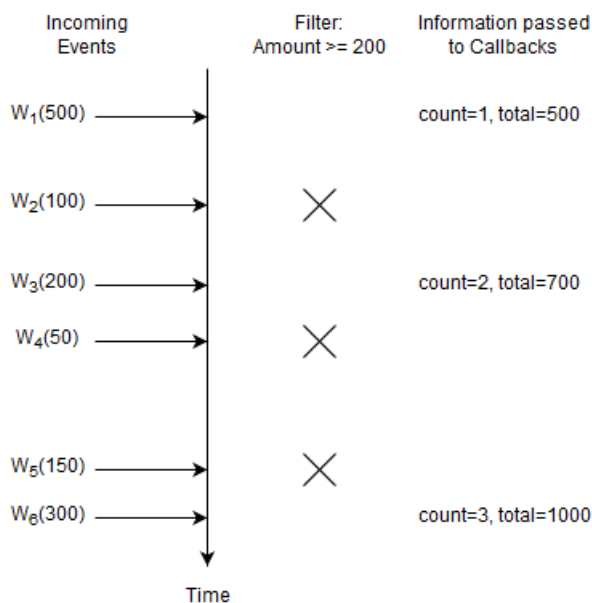 Incoming
Events
Filter:
Amount >= 200
Information passed
to Callbacks
W₁(500)
count=1, total=500
W₂(100)
W₃(200)
count=2, total=700
W₄(50)
W₅(150)
W₆(300)
count=3, total=1000
Time